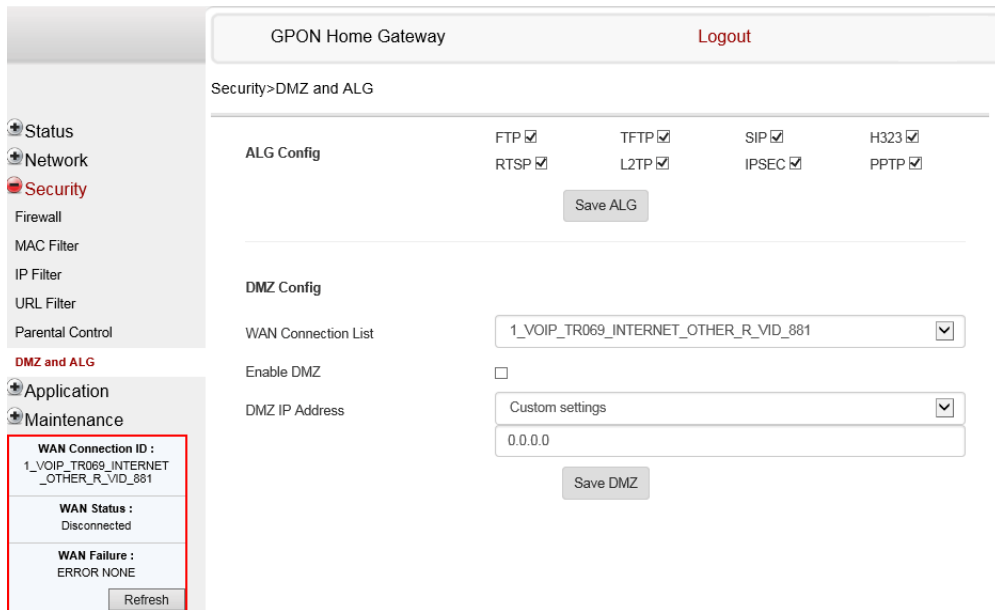 GPON Home Gateway
Logout
Security>DMZ and ALG
Status
Network
Security
Firewall
MAC Filter
IP Filter
URL Filter
Parental Control
DMZ and ALG
Application
Maintenance
WAN Connection ID :
1_VOIP_TR069_INTERNET
_OTHER_R_VID_881
WAN Status :
Disconnected
WAN Failure :
ERROR NONE
Refresh
ALG Config
FTP TFTP SIP H323
RTSP L2TP IPSEC PPTP
Save ALG
DMZ Config
WAN Connection List
1_VOIP_TR069_INTERNET_OTHER_R_VID_881
Enable DMZ
DMZ IP Address
Custom settings
0.0.0.0
Save DMZ